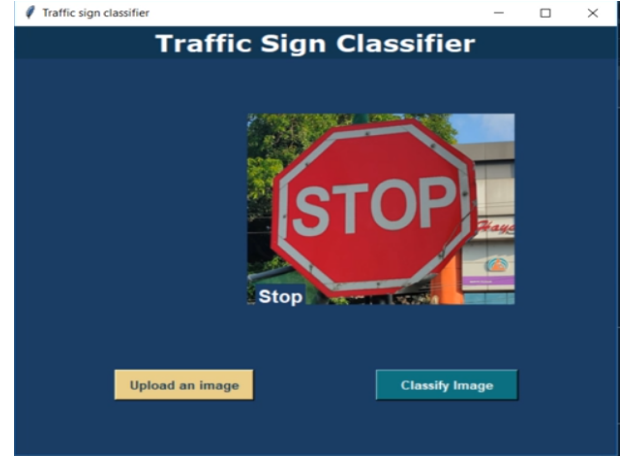 Traffic sign classifier
Traffic Sign Classifier
STOP
Stop
Upload an image
Classify Image